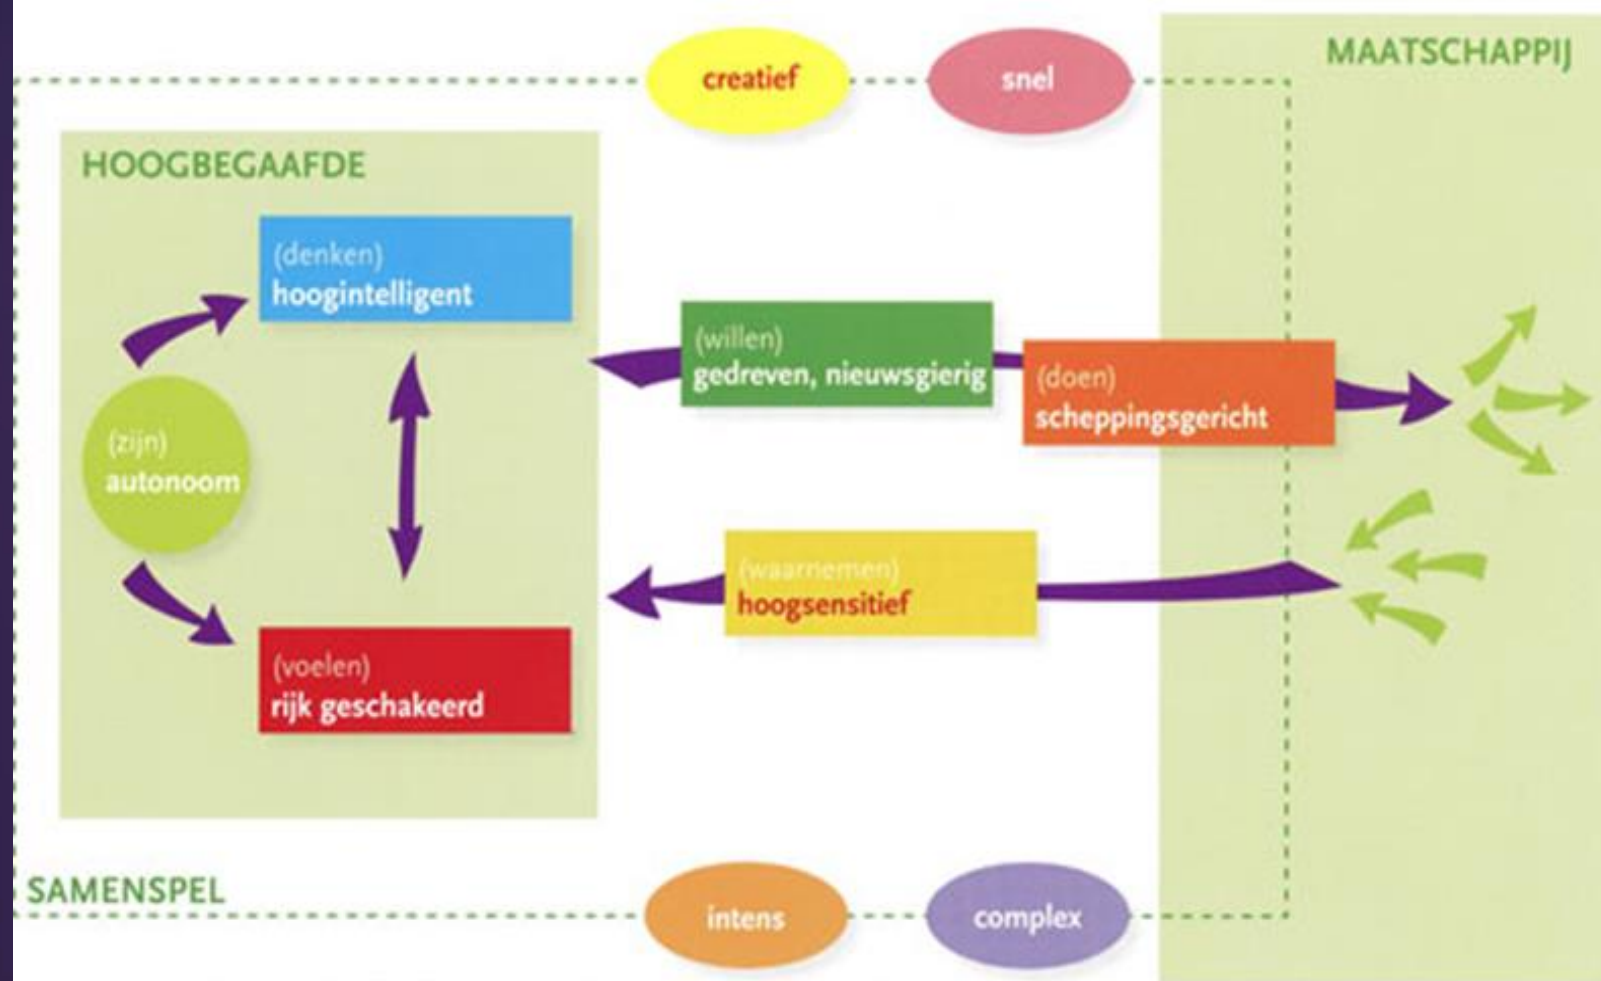 creatief
snel
MAATSCHAPPIJ
HOOGBEGAAFDE
(denken)
hoogintelligent
(willen)
gedreven, nieuwsgierig
(doen)
scheppingsgericht
(zijn)
autonoom
(waarnemen)
hoogsensitief
(voelen)
rijk geschakeerd
SAMENSPEL
intens
complex